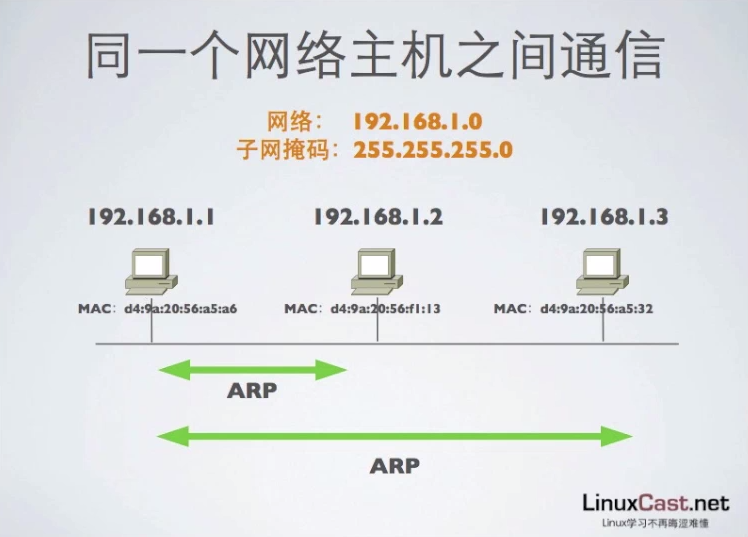 同一个网络主机之间通信
网络： 192.168.1.0
子网掩码：255.255.255.0
192.168.1.1 192.168.1.2 192.168.1.3
MAC：d4:9a:20:56:a5:a6 MAC：d4:9a:20:56:f1:13 MAC：d4:9a:20:56:a5:32
ARP
ARP
LinuxCast.net
Linux学习不再晦涩难懂